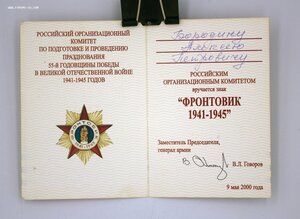 РОССИЙСКИЙ ОРГАНИЗАЦИОННЫЙ
КОМИТЕТ
ПО ПОДГОТОВКЕ И ПРОВЕДЕНИЮ
ПРАЗДНОВАНИЯ
55-Й ГОДОВЩИНЫ ПОБЕДЫ
В ВЕЛИКОЙ ОТЕЧЕСТВЕННОЙ ВОЙНЕ
1941-1945 ГОДОВ
Бородину
Алексею
Петровичу
РОССИЙСКИМ
ОРГАНИЗАЦИОННЫМ КОМИТЕТОМ
вручается знак
"ФРОНТОВИК
1941-1945"
Заместитель Председателя,
генерал армии
В.Л. Говоров
9 мая 2000 года